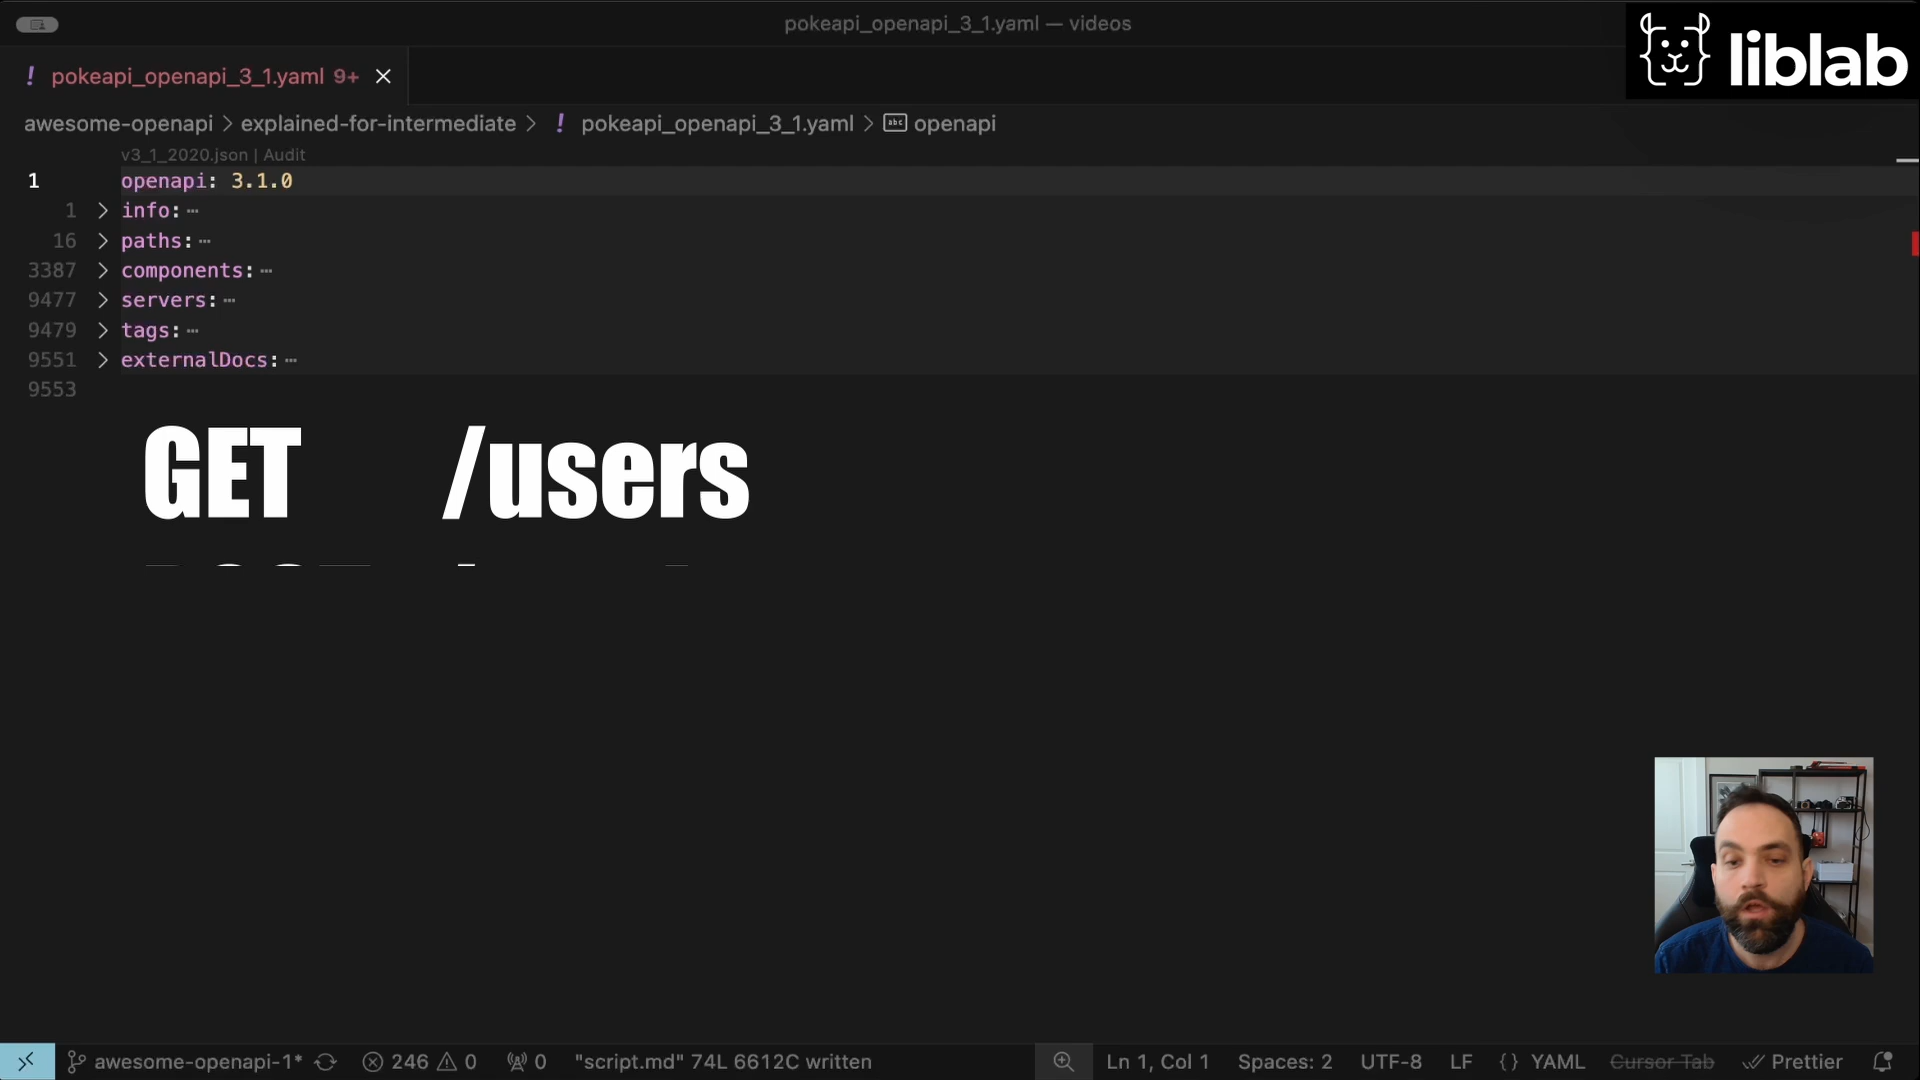 pokeapi_openapi_3_1.yaml — videos
liblab
! pokeapi_openapi_3_1.yaml 9+
awesome-openapi > explained-for-intermediate > ! pokeapi_openapi_3_1.yaml > abc openapi
v3_1_2020.json | Audit
1 openapi: 3.1.0
1 > info: ⋯
16 > paths: ⋯
3387 > components: ⋯
9477 > servers: ⋯
9479 > tags: ⋯
9551 > externalDocs: ⋯
9553
GET /users
awesome-openapi-1* 246 0 0 "script.md" 74L 6612C written Ln 1, Col 1 Spaces: 2 UTF-8 LF {} YAML Cursor Tab Prettier